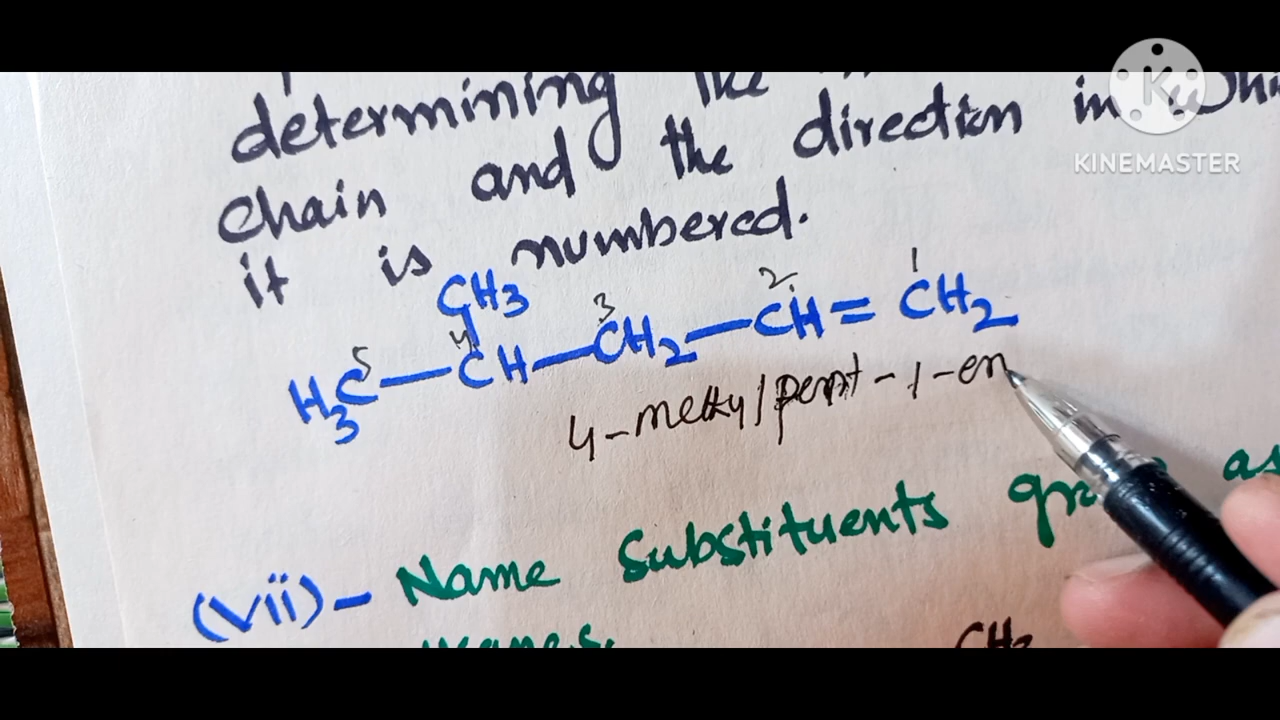 determining the
chain and the direction in
it is numbered.
CH3
5 4 3 2 1
H3C — CH — CH2 — CH = CH2
4-methylpent-1-en
(vii) - Name substituents
CH3
KINEMASTER